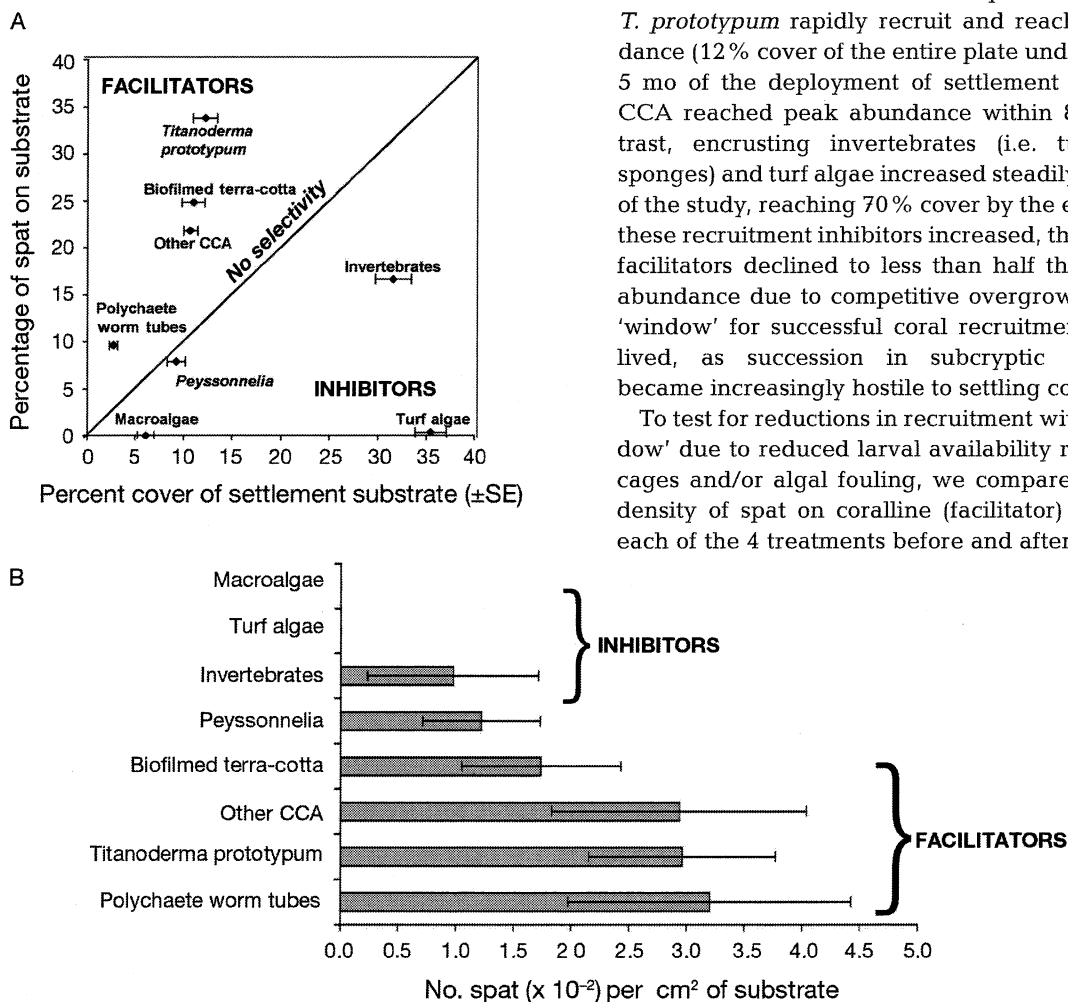 A
Percentage of spat on substrate
40
35
30
25
20
15
10
5
0
FACILITATORS
Titanoderma
prototypum
Biofilmed terra-cotta
Other CCA
No selectivity
Invertebrates
Polychaete
worm tubes
Peyssonnelia
INHIBITORS
Macroalgae
Turf algae
0 5 10 15 20 25 30 35 40
Percent cover of settlement substrate (±SE)
T. prototypum rapidly recruit and reach
dance (12% cover of the entire plate und
5 mo of the deployment of settlement
CCA reached peak abundance within 8
trast, encrusting invertebrates (i.e. tu
sponges) and turf algae increased steadily
of the study, reaching 70% cover by the e
these recruitment inhibitors increased, th
facilitators declined to less than half th
abundance due to competitive overgrow
'window' for successful coral recruitmen
lived, as succession in subcryptic
became increasingly hostile to settling co
To test for reductions in recruitment wi
dow' due to reduced larval availability r
cages and/or algal fouling, we compare
density of spat on coralline (facilitator)
each of the 4 treatments before and after
B
Macroalgae
Turf algae
Invertebrates
Peyssonnelia
Biofilmed terra-cotta
Other CCA
Titanoderma prototypum
Polychaete worm tubes
INHIBITORS
FACILITATORS
0.0 0.5 1.0 1.5 2 0 2.5 3.0 3.5 4.0 4.5 5.0
No. spat (x 10⁻²) per cm² of substrate